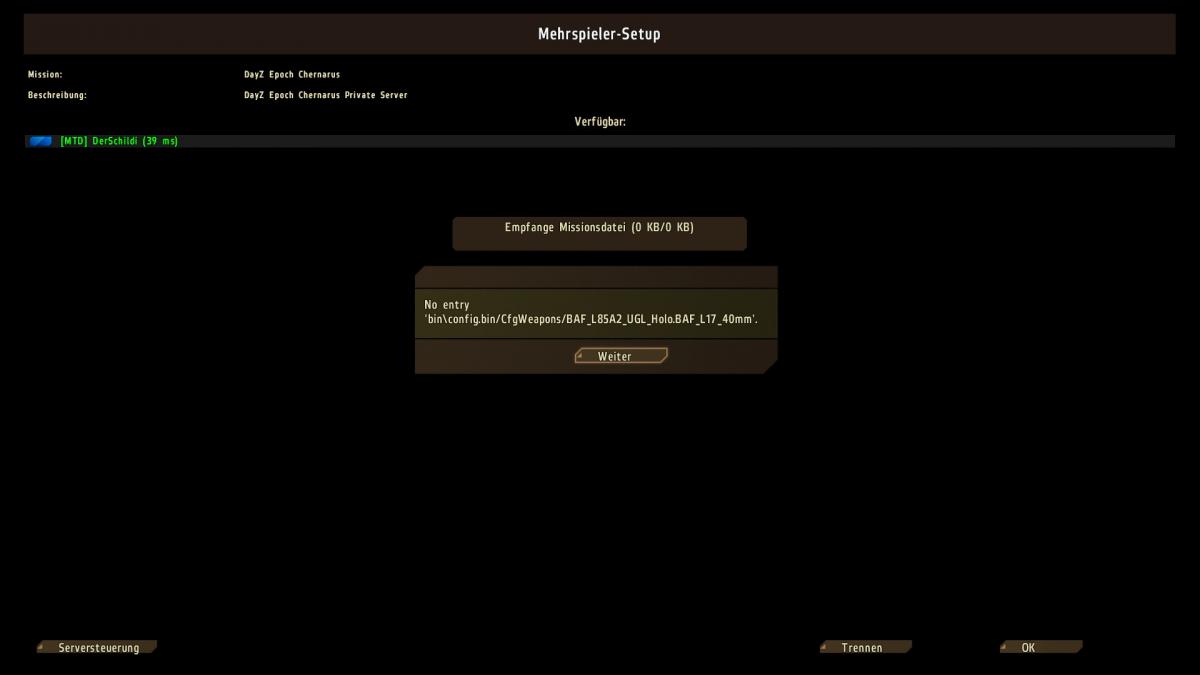 Mehrspieler-Setup
Mission: DayZ Epoch Chernarus
Beschreibung: DayZ Epoch Chernarus Private Server
Verfügbar:
[MTD] DerSchildi (39 ms)
Empfange Missionsdatei (0 KB/0 KB)
No entry
'bin\config.bin/CfgWeapons/BAF_L85A2_UGL_Holo.BAF_L17_40mm'.
Weiter
Serversteuerung Trennen OK